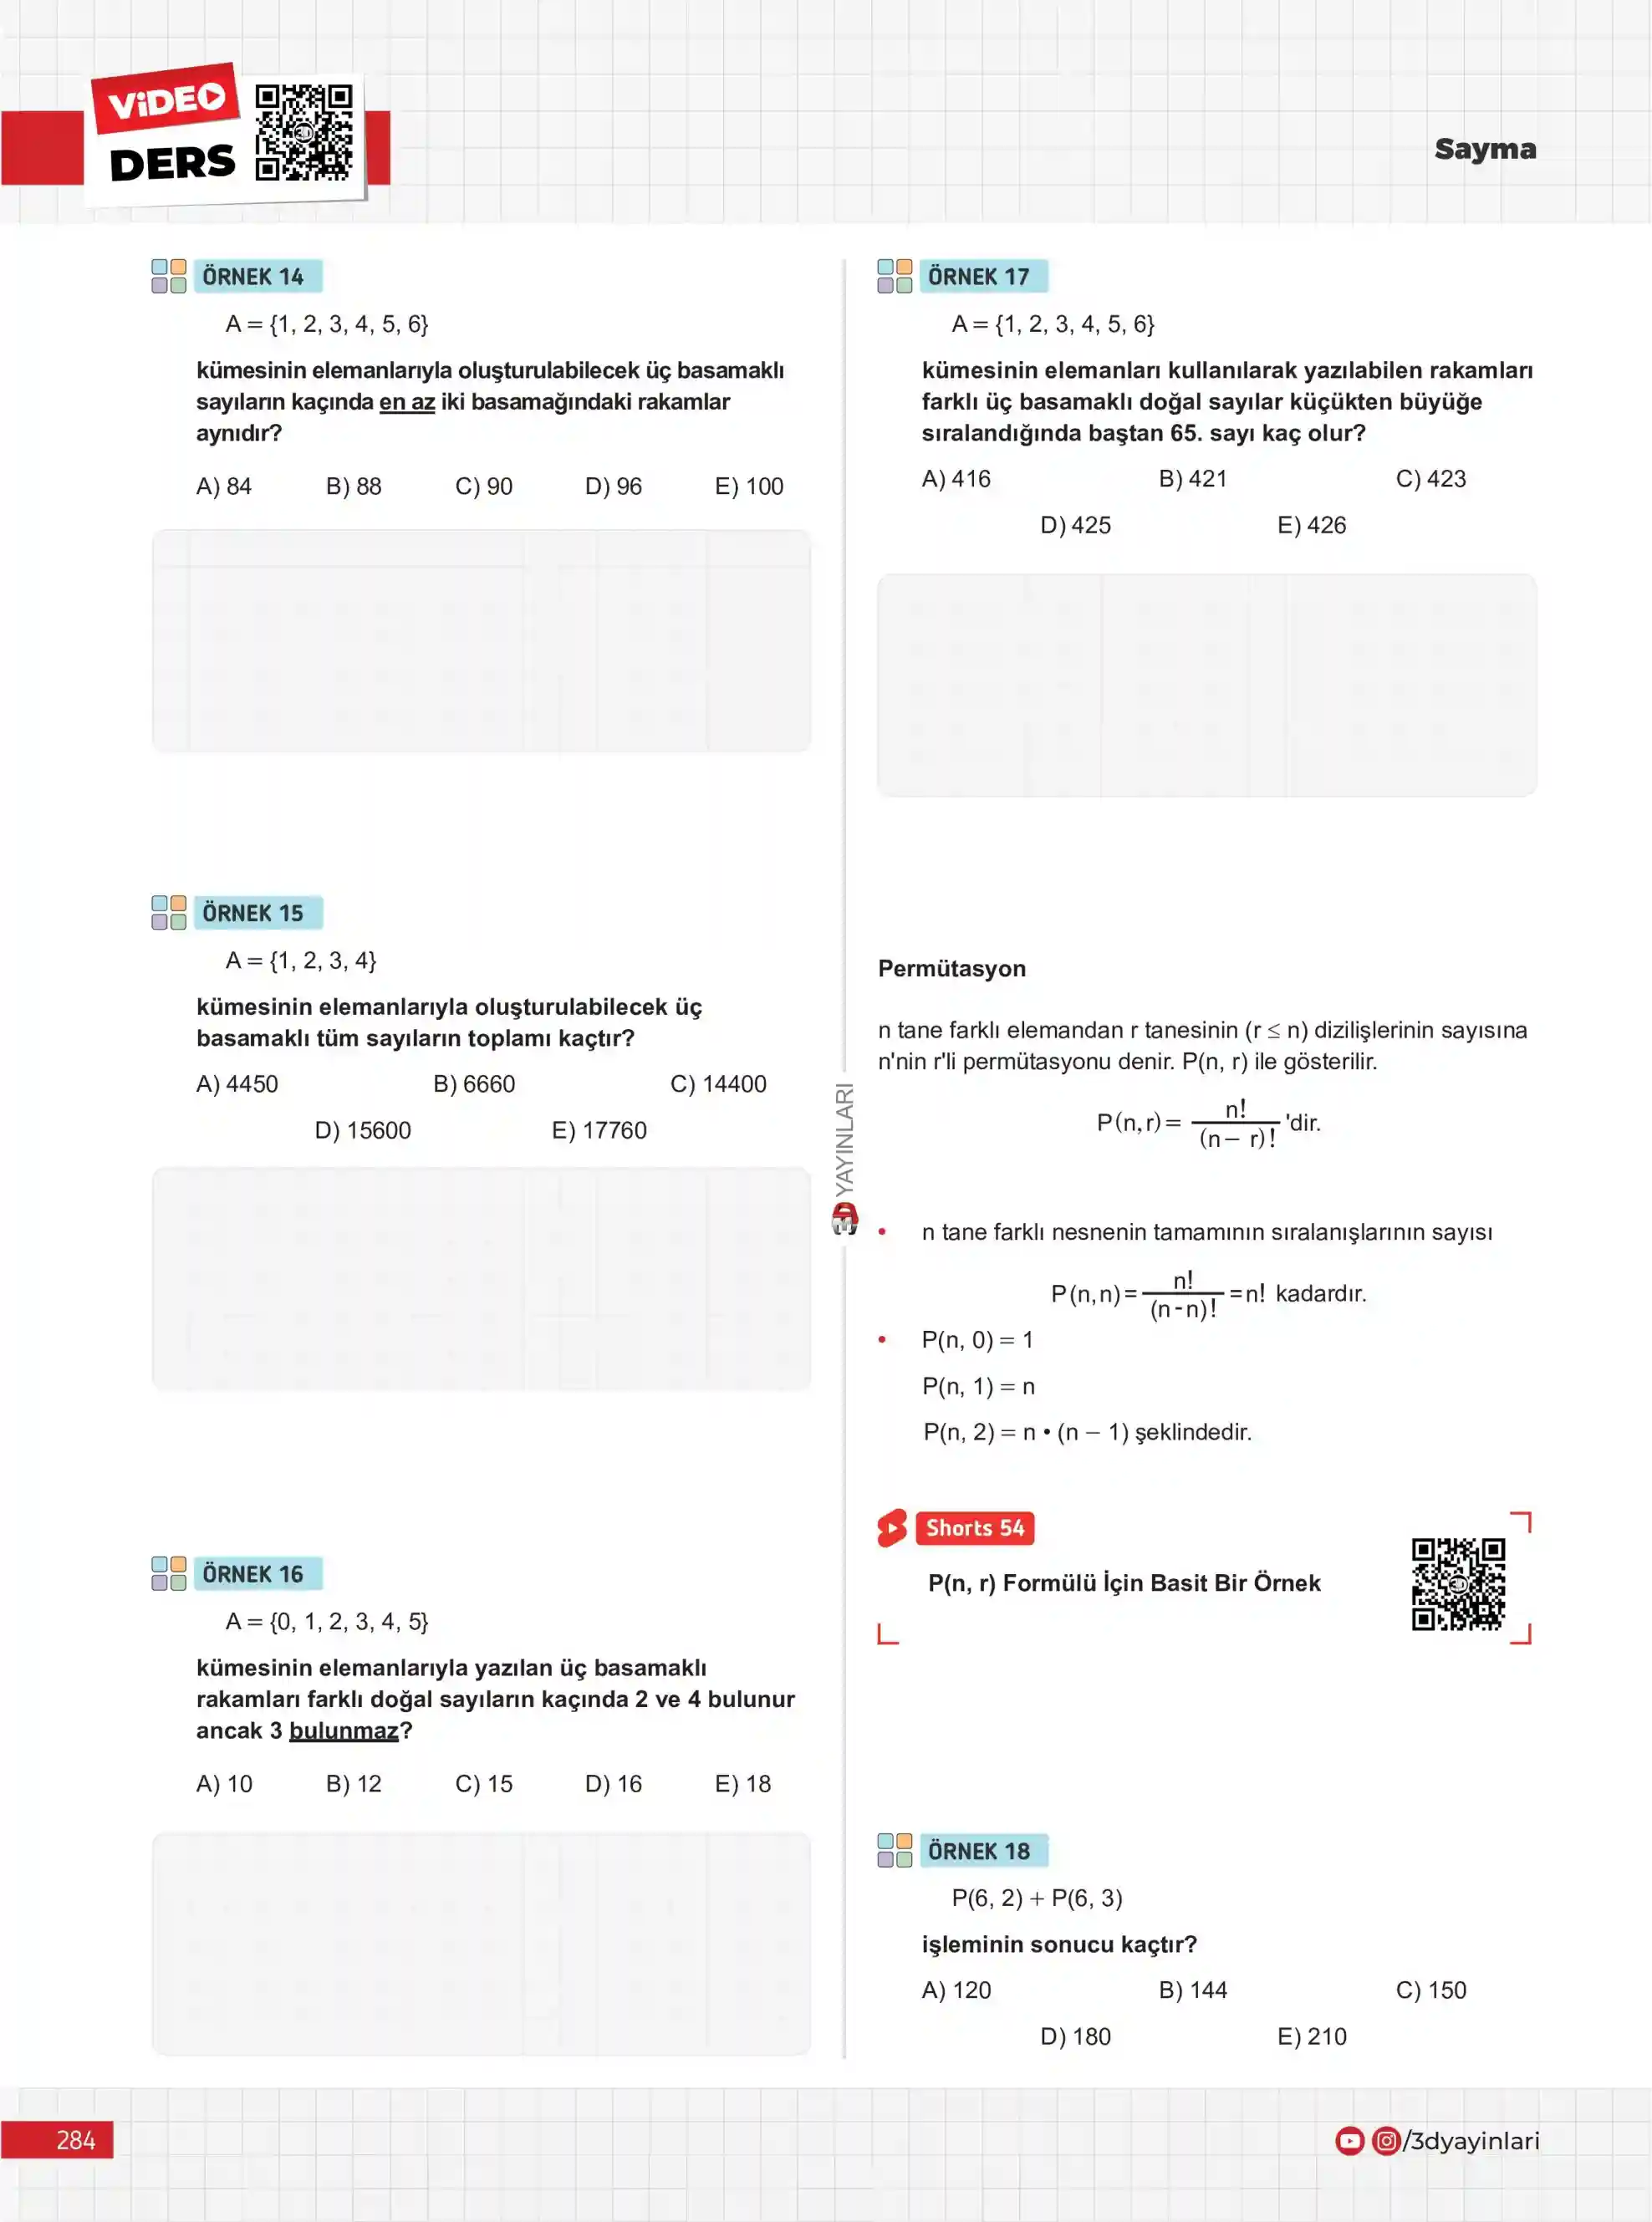 ViDEO
DERS
Sayma
ÖRNEK 14
A = {1, 2, 3, 4, 5, 6}
kümesinin elemanlarıyla oluşturulabilecek üç basamaklı
sayıların kaçında en az iki basamağındaki rakamlar
aynıdır?
A) 84 B) 88 C) 90 D) 96 E) 100
ÖRNEK 15
A = {1, 2, 3, 4}
kümesinin elemanlarıyla oluşturulabilecek üç
basamaklı tüm sayıların toplamı kaçtır?
A) 4450 B) 6660 C) 14400
D) 15600 E) 17760
ÖRNEK 16
A = {0, 1, 2, 3, 4, 5}
kümesinin elemanlarıyla yazılan üç basamaklı
rakamları farklı doğal sayıların kaçında 2 ve 4 bulunur
ancak 3 bulunmaz?
A) 10 B) 12 C) 15 D) 16 E) 18
YAYINLARI
ÖRNEK 17
A = {1, 2, 3, 4, 5, 6}
kümesinin elemanları kullanılarak yazılabilen rakamları
farklı üç basamaklı doğal sayılar küçükten büyüğe
sıralandığında baştan 65. sayı kaç olur?
A) 416 B) 421 C) 423
D) 425 E) 426
Permütasyon
n tane farklı elemandan r tanesinin (r ≤ n) dizilişlerinin sayısına
n'nin r'li permütasyonu denir. P(n, r) ile gösterilir.
P(n,r) = n! / (n − r)! 'dir.
• n tane farklı nesnenin tamamının sıralanışlarının sayısı
P(n,n) = n! / (n-n)! = n! kadardır.
• P(n, 0) = 1
P(n, 1) = n
P(n, 2) = n • (n − 1) şeklindedir.
Shorts 54
P(n, r) Formülü İçin Basit Bir Örnek
ÖRNEK 18
P(6, 2) + P(6, 3)
işleminin sonucu kaçtır?
A) 120 B) 144 C) 150
D) 180 E) 210
284
/3dyayinlari